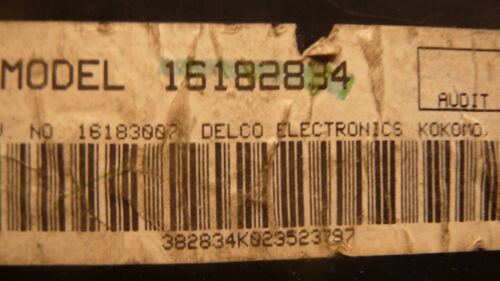 MODEL 16182834
AUDIT
NO 16183007 DELCO ELECTRONICS KOKOMO,
382834K023523797